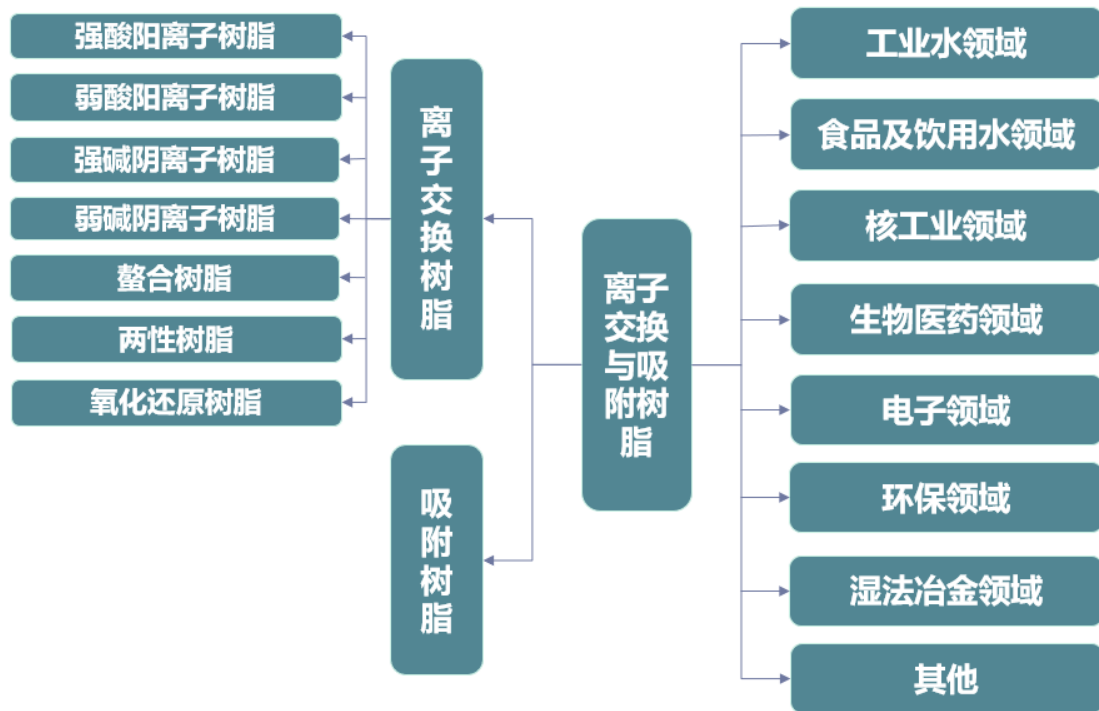 强酸阳离子树脂
弱酸阳离子树脂
强碱阴离子树脂
弱碱阴离子树脂
螯合树脂
两性树脂
氧化还原树脂
离子交换树脂
吸附树脂
离子
交换
与吸
附树
脂
工业水领域
食品及饮用水领域
核工业领域
生物医药领域
电子领域
环保领域
湿法冶金领域
其他